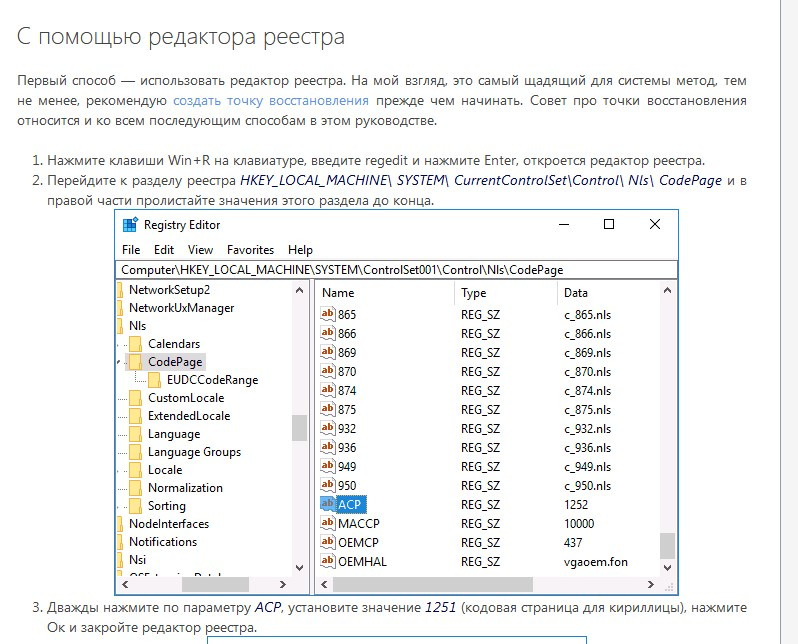 С помощью редактора реестра
Первый способ — использовать редактор реестра. На мой взгляд, это самый щадящий для системы метод, тем
не менее, рекомендую создать точку восстановления прежде чем начинать. Совет про точки восстановления
относится и ко всем последующим способам в этом руководстве.
1. Нажмите клавиши Win+R на клавиатуре, введите regedit и нажмите Enter, откроется редактор реестра.
2. Перейдите к разделу реестра HKEY_LOCAL_MACHINE\ SYSTEM\ CurrentControlSet\Control\ Nls\ CodePage и в
правой части пролистайте значения этого раздела до конца.
Registry Editor
File Edit View Favorites Help
Computer\HKEY_LOCAL_MACHINE\SYSTEM\ControlSet001\Control\Nls\CodePage
NetworkSetup2
NetworkUxManager
Nls
Calendars
CodePage
EUDCCodeRange
CustomLocale
ExtendedLocale
Language
Language Groups
Locale
Normalization
Sorting
NodeInterfaces
Notifications
Nsi
Name Type Data
865 REG_SZ c_865.nls
866 REG_SZ c_866.nls
869 REG_SZ c_869.nls
870 REG_SZ c_870.nls
874 REG_SZ c_874.nls
875 REG_SZ c_875.nls
932 REG_SZ c_932.nls
936 REG_SZ c_936.nls
949 REG_SZ c_949.nls
950 REG_SZ c_950.nls
ACP REG_SZ 1252
MACCP REG_SZ 10000
OEMCP REG_SZ 437
OEMHAL REG_SZ vgaoem.fon
3. Дважды нажмите по параметру ACP, установите значение 1251 (кодовая страница для кириллицы), нажмите
Ок и закройте редактор реестра.